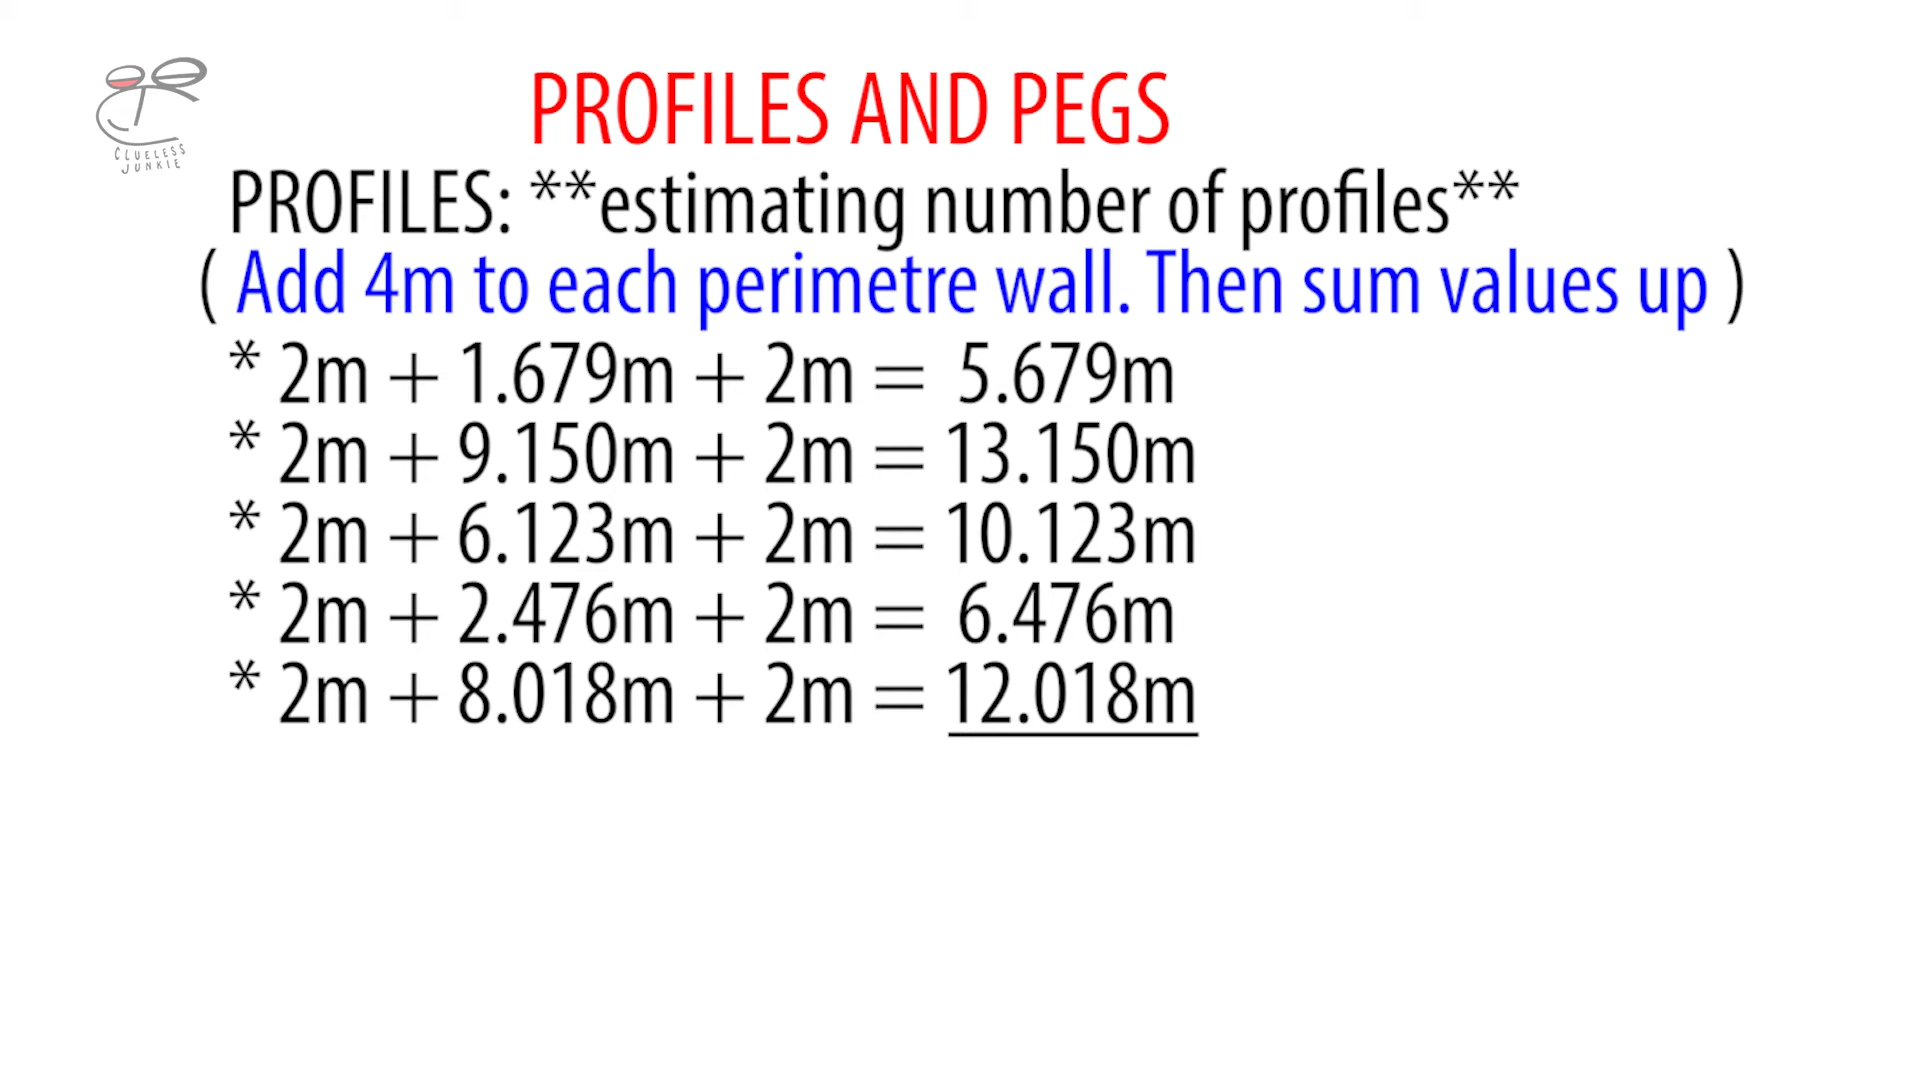 CLUELESS
JUNKIE
PROFILES AND PEGS
PROFILES: **estimating number of profiles**
( Add 4m to each perimetre wall. Then sum values up )
* 2m + 1.679m + 2m = 5.679m
* 2m + 9.150m + 2m = 13.150m
* 2m + 6.123m + 2m = 10.123m
* 2m + 2.476m + 2m = 6.476m
* 2m + 8.018m + 2m = 12.018m